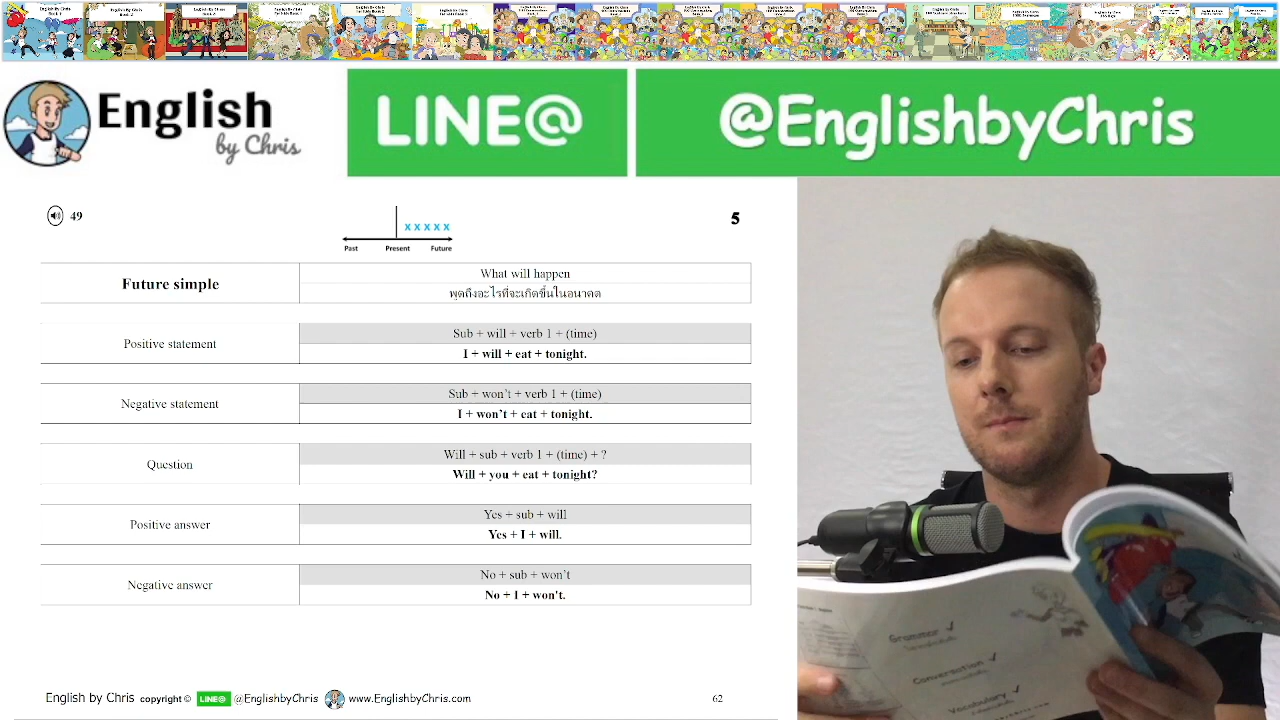 English
by Chris
LINE@
@EnglishbyChris
49
5
x x x x x
Past Present Future
Future simple
What will happen
พูดถึงอะไรที่จะเกิดขึ้นในอนาคต
Positive statement
Sub + will + verb 1 + (time)
I + will + eat + tonight.
Negative statement
Sub + won’t + verb 1 + (time)
I + won’t + eat + tonight.
Question
Will + sub + verb 1 + (time) + ?
Will + you + eat + tonight?
Positive answer
Yes + sub + will
Yes + I + will.
Negative answer
No + sub + won’t
No + I + won't.
English by Chris copyright © LINE@ @EnglishbyChris www.EnglishbyChris.com
62
Grammar ✓
Conversation ✓
Vocabulary ✓